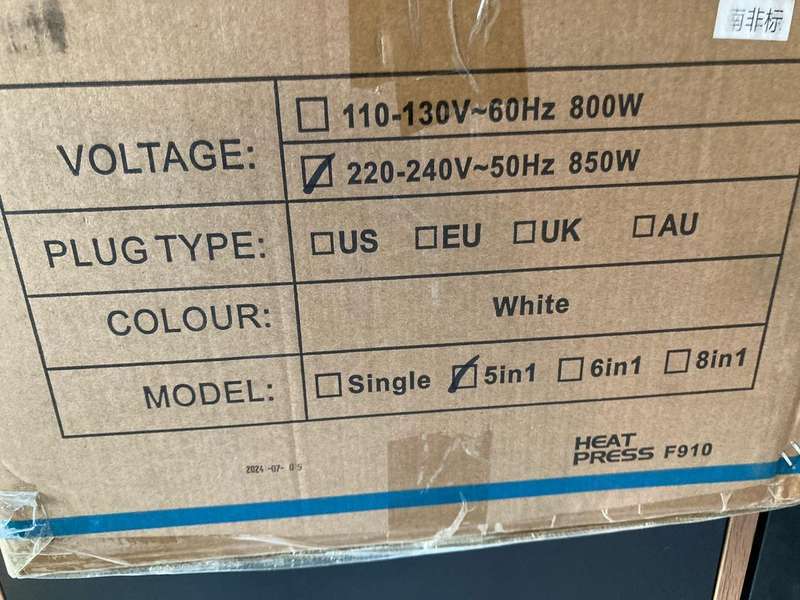 南非标
VOLTAGE:
110-130V~60Hz 800W
220-240V~50Hz 850W
PLUG TYPE:
US EU UK AU
COLOUR:
White
MODEL:
Single 5in1 6in1 8in1
HEAT
PRESS F910
2024-07-05